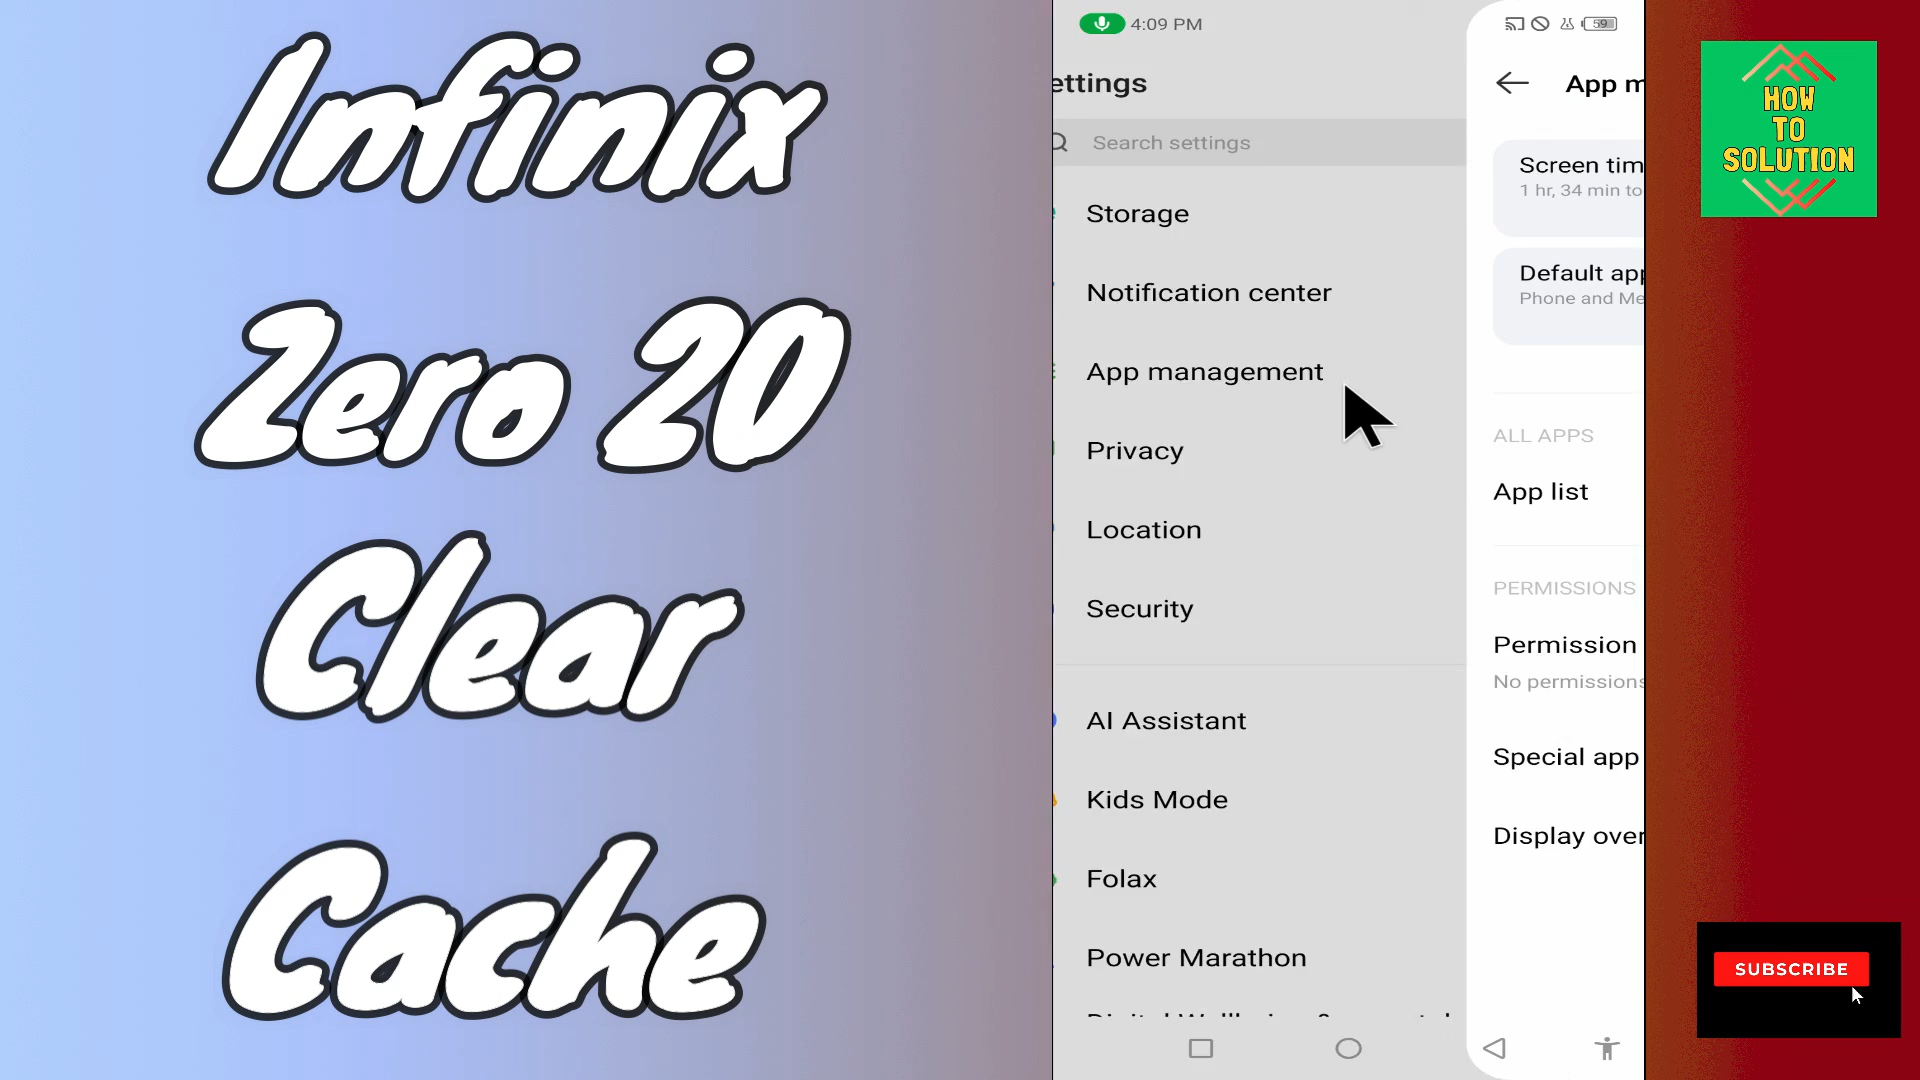 Infinix
Zero 20
Clear
Cache
4:09 PM
59
ettings
Search settings
Storage
Notification center
App management
Privacy
Location
Security
AI Assistant
Kids Mode
Folax
Power Marathon
App m
Screen tim
1 hr, 34 min to
Default app
Phone and Me
ALL APPS
App list
PERMISSIONS
Permission
No permissions
Special app
Display over
HOW
TO
SOLUTION
SUBSCRIBE